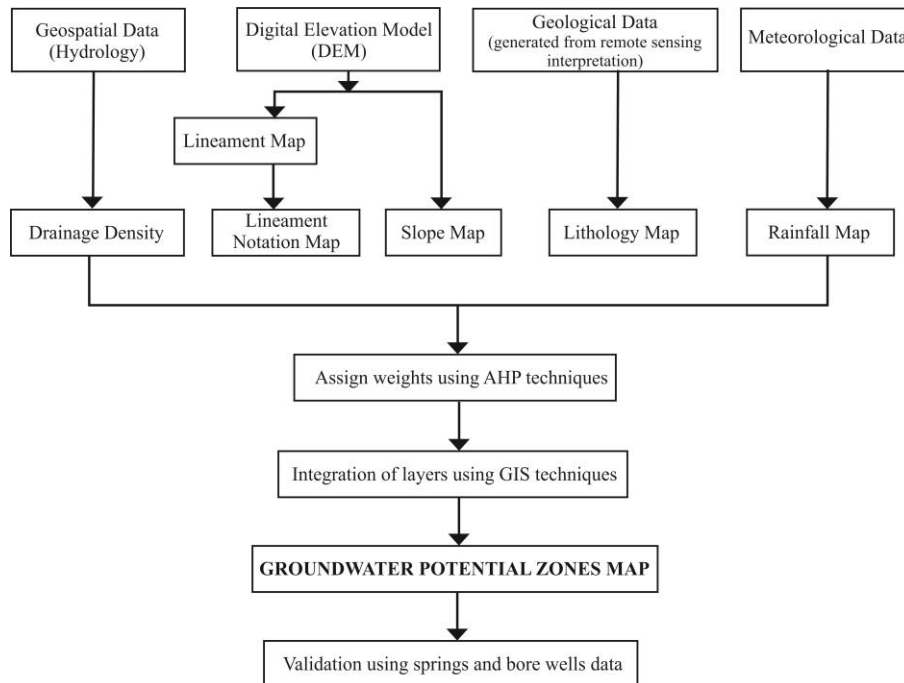 Geospatial Data
(Hydrology)
Digital Elevation Model
(DEM)
Geological Data
(generated from remote sensing
interpretation)
Meteorological Data
Lineament Map
Drainage Density
Lineament
Notation Map
Slope Map
Lithology Map
Rainfall Map
Assign weights using AHP techniques
Integration of layers using GIS techniques
GROUNDWATER POTENTIAL ZONES MAP
Validation using springs and bore wells data